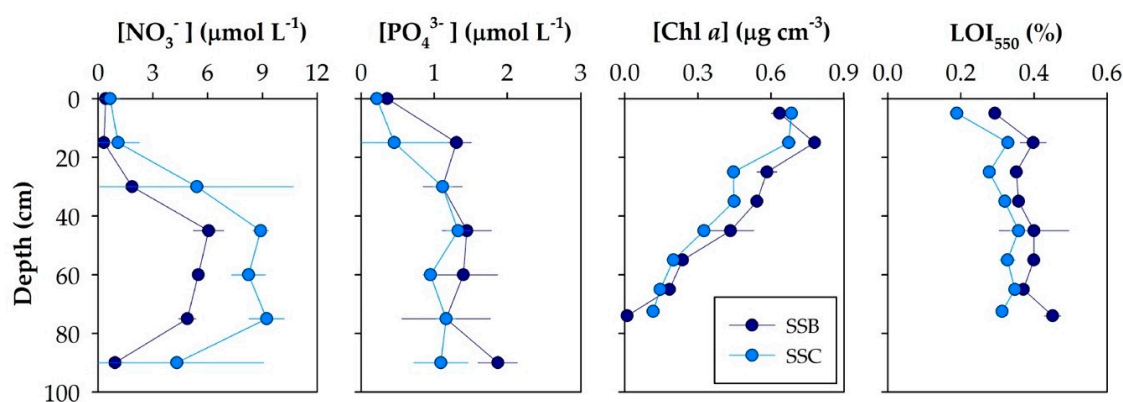 [NO₃⁻] (µmol L⁻¹)
[PO₄³⁻] (µmol L⁻¹)
[Chl a] (µg cm⁻³)
LOI₅₅₀ (%)
0 3 6 9 12
0 1 2 3
0.0 0.3 0.6 0.9
0.2 0.4 0.6
Depth (cm)
0
20
40
60
80
100
SSB
SSC